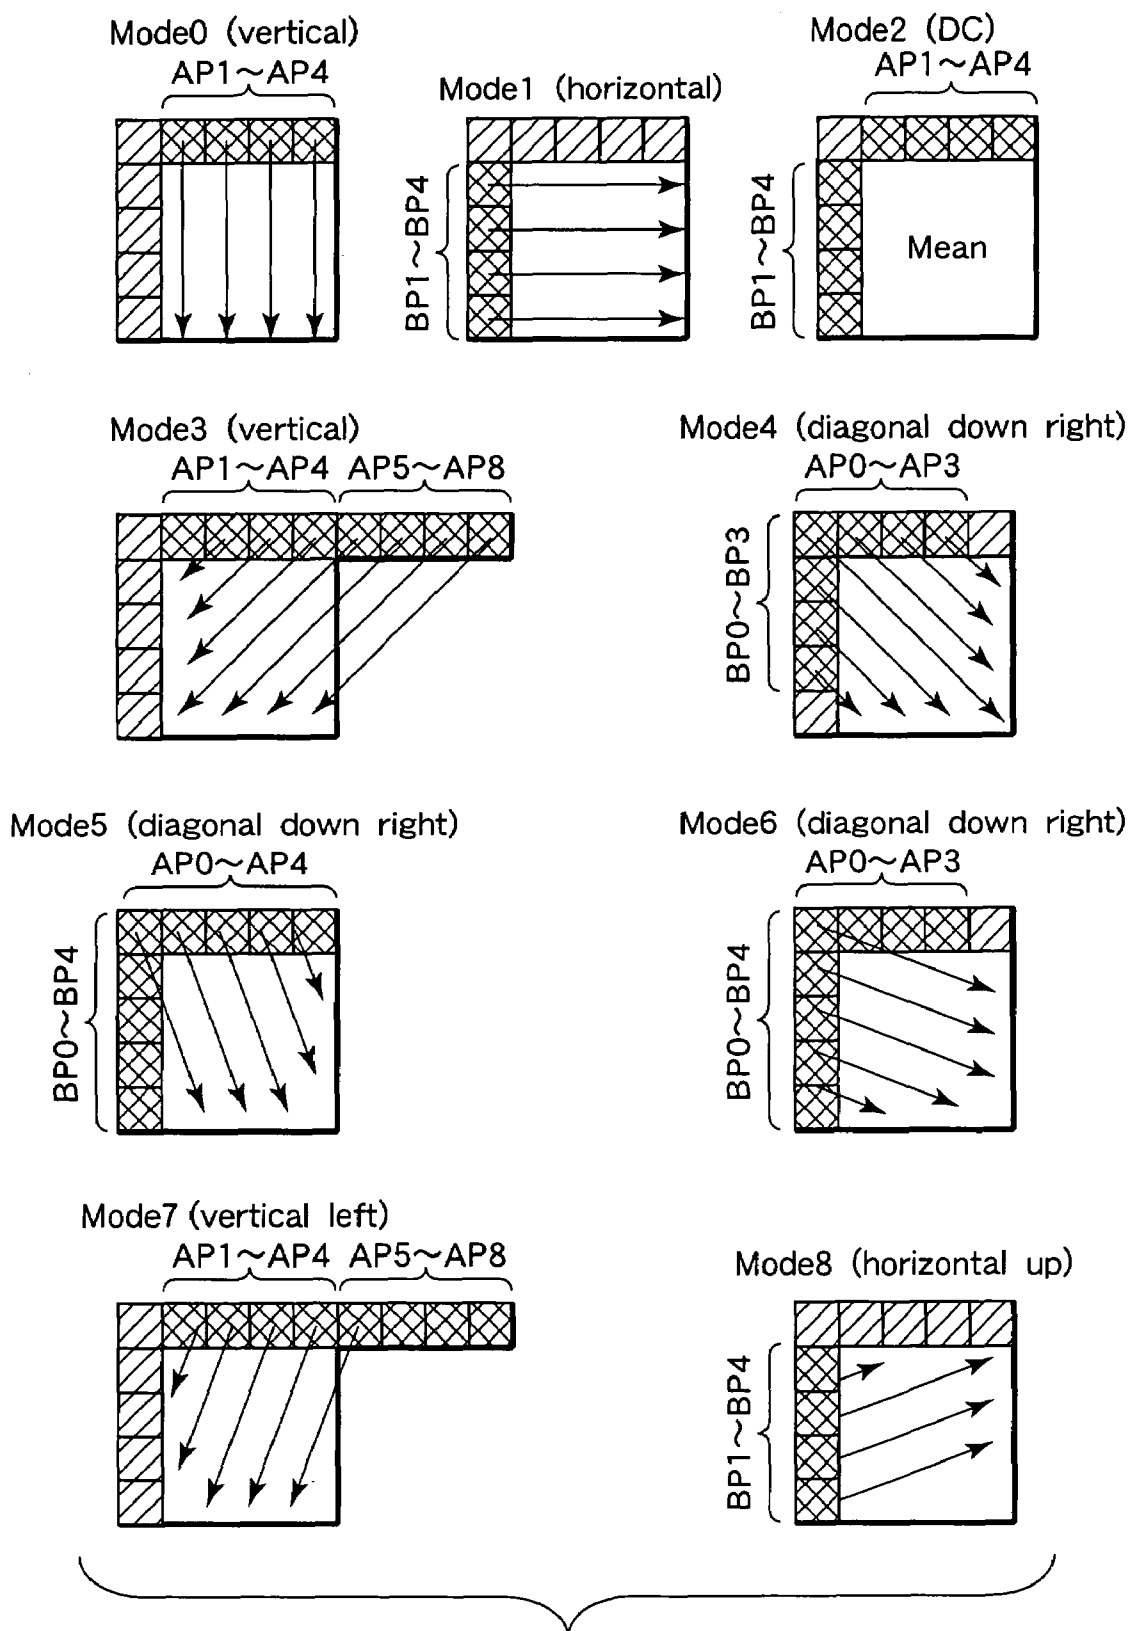 Mode0 (vertical)
AP1~AP4
Mode1 (horizontal)
BP1~BP4
Mode2 (DC)
AP1~AP4
BP1~BP4
Mean
Mode3 (vertical)
AP1~AP4 AP5~AP8
Mode4 (diagonal down right)
AP0~AP3
BP0~BP3
Mode5 (diagonal down right)
AP0~AP4
BP0~BP4
Mode6 (diagonal down right)
AP0~AP3
BP0~BP4
Mode7 (vertical left)
AP1~AP4 AP5~AP8
Mode8 (horizontal up)
BP1~BP4